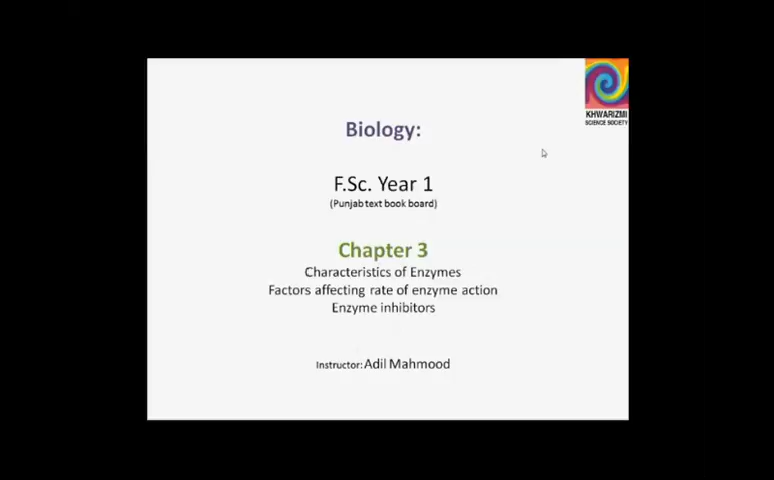 KHWARIZMI
SCIENCE SOCIETY
Biology:
F.Sc. Year 1
(Punjab text book board)
Chapter 3
Characteristics of Enzymes
Factors affecting rate of enzyme action
Enzyme inhibitors
Instructor: Adil Mahmood